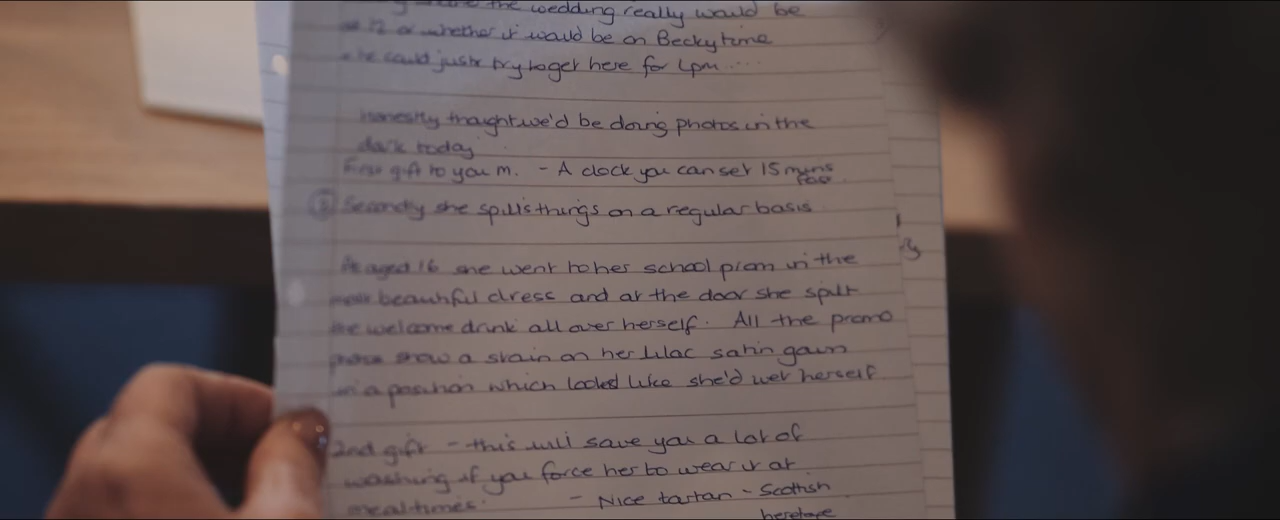 the wedding really would be
at 12 or whether it would be on Becky time
he could just try to get here for 4pm ....
Honestly thought we'd be doing photos in the
dark today
First gift to you m. - A clock you can set 15 mins
fast
2 Secondly she spills things on a regular basis
At aged 16 she went to her school prom in the
most beautiful dress and at the door she spilt
the welcome drink all over herself. All the promo
photos show a stain on her lilac satin gown
in a position which looked like she'd wet herself
2nd gift - this will save you a lot of
washing if you force her to wear it at
mealtimes. - Nice tartan - Scottish
heretage